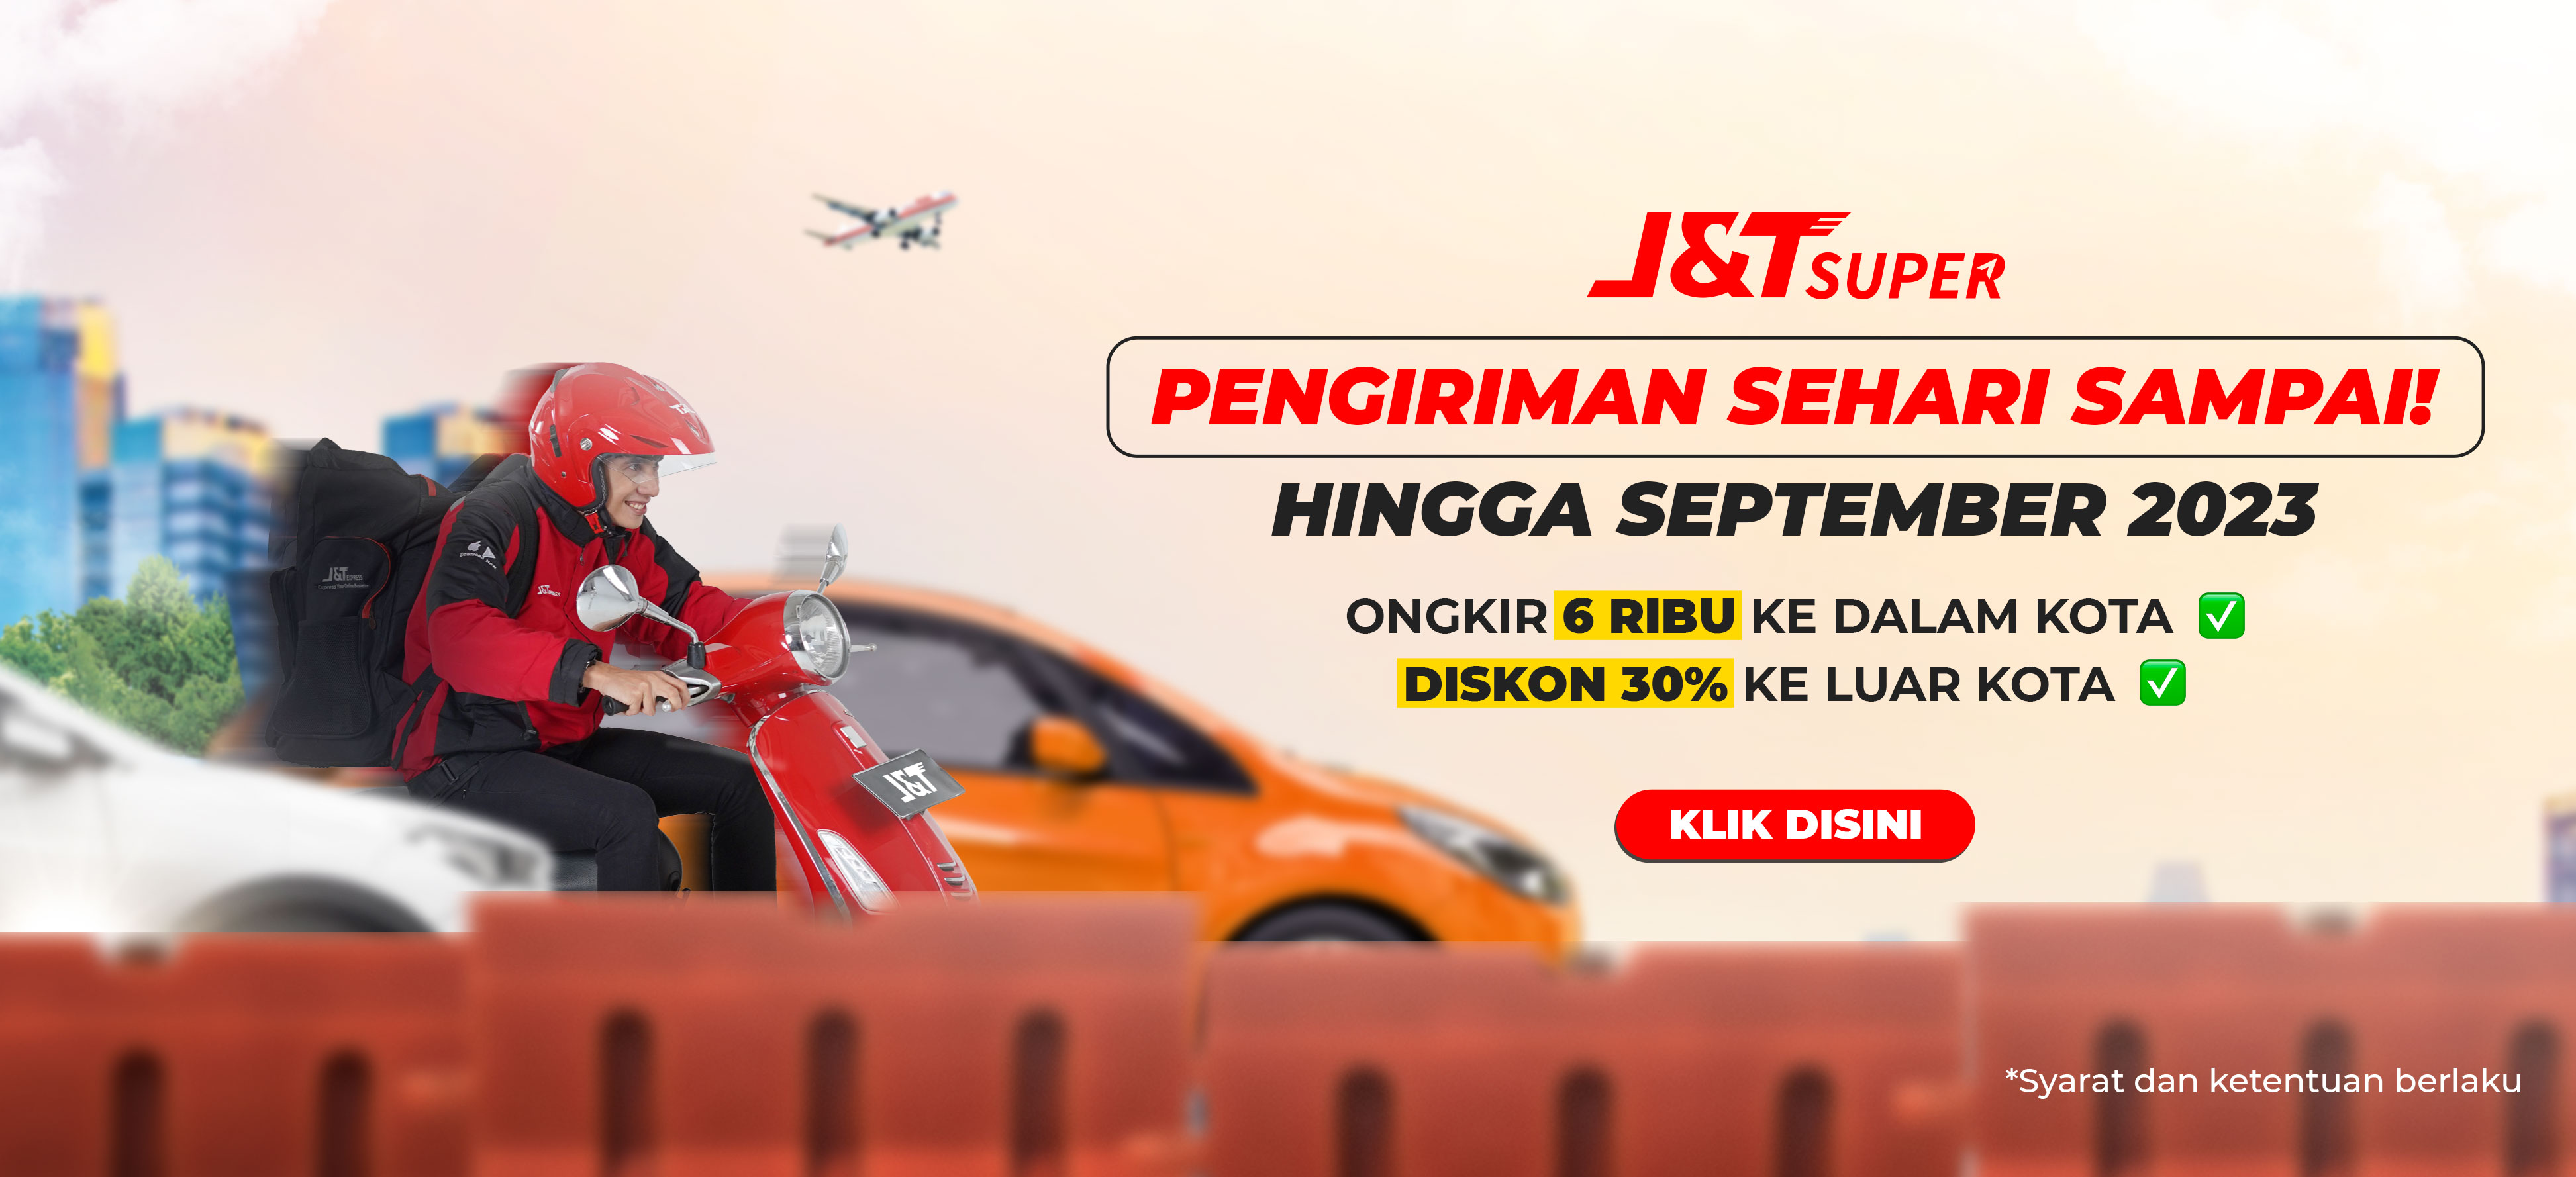 J&T SUPER
PENGIRIMAN SEHARI SAMPAI!
HINGGA SEPTEMBER 2023
ONGKIR 6 RIBU KE DALAM KOTA
DISKON 30% KE LUAR KOTA
KLIK DISINI
*Syarat dan ketentuan berlaku
J&T EXPRESS
J&T
J&T